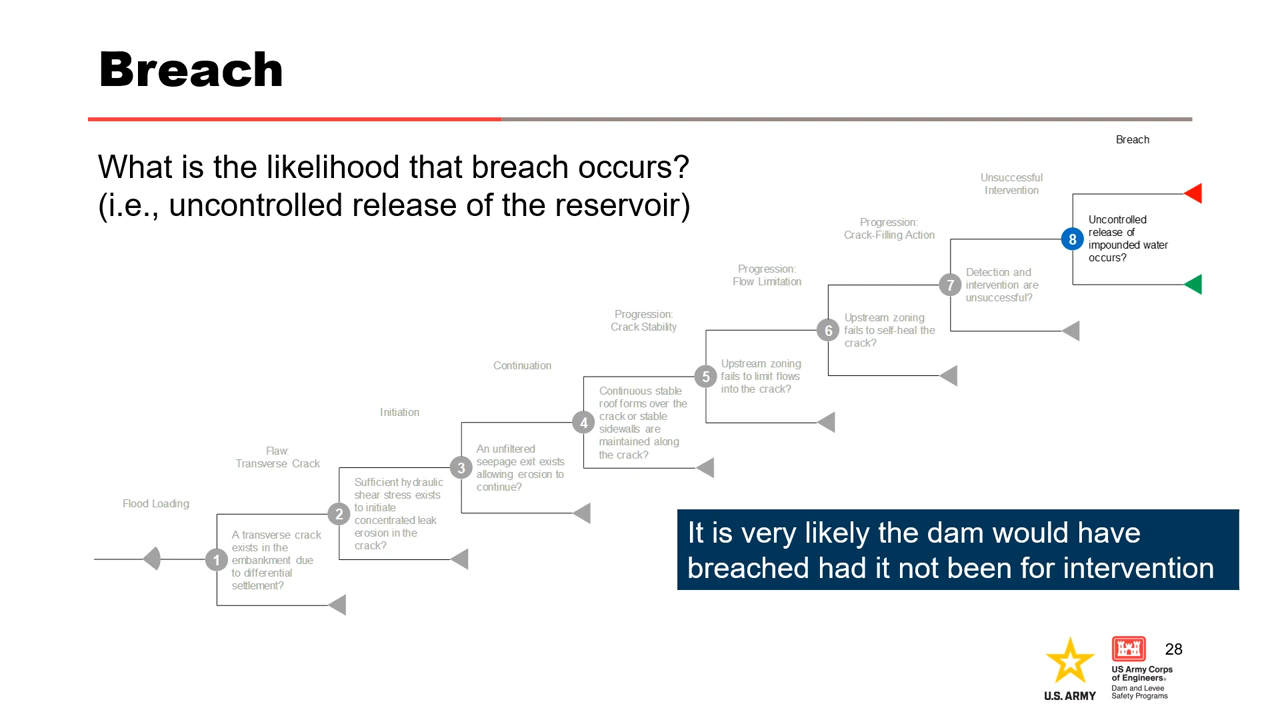 Breach
What is the likelihood that breach occurs?
(i.e., uncontrolled release of the reservoir)
Breach
Unsuccessful
Intervention
8
Uncontrolled
release of
impounded water
occurs?
Progression:
Crack-Filling Action
7
Detection and
intervention are
unsuccessful?
Progression:
Flow Limitation
6
Upstream zoning
fails to self-heal the
crack?
Progression:
Crack Stability
5
Upstream zoning
fails to limit flows
into the crack?
Continuation
4
Continuous stable
roof forms over the
crack or stable
sidewalls are
maintained along
the crack?
Initiation
3
An unfiltered
seepage exit exists
allowing erosion to
continue?
Flaw:
Transverse Crack
2
Sufficient hydraulic
shear stress exists
to initiate
concentrated leak
erosion in the
crack?
Flood Loading
1
A transverse crack
exists in the
embankment due
to differential
settlement?
It is very likely the dam would have
breached had it not been for intervention
U.S. ARMY
US Army Corps
of Engineers®
Dam and Levee
Safety Programs
28